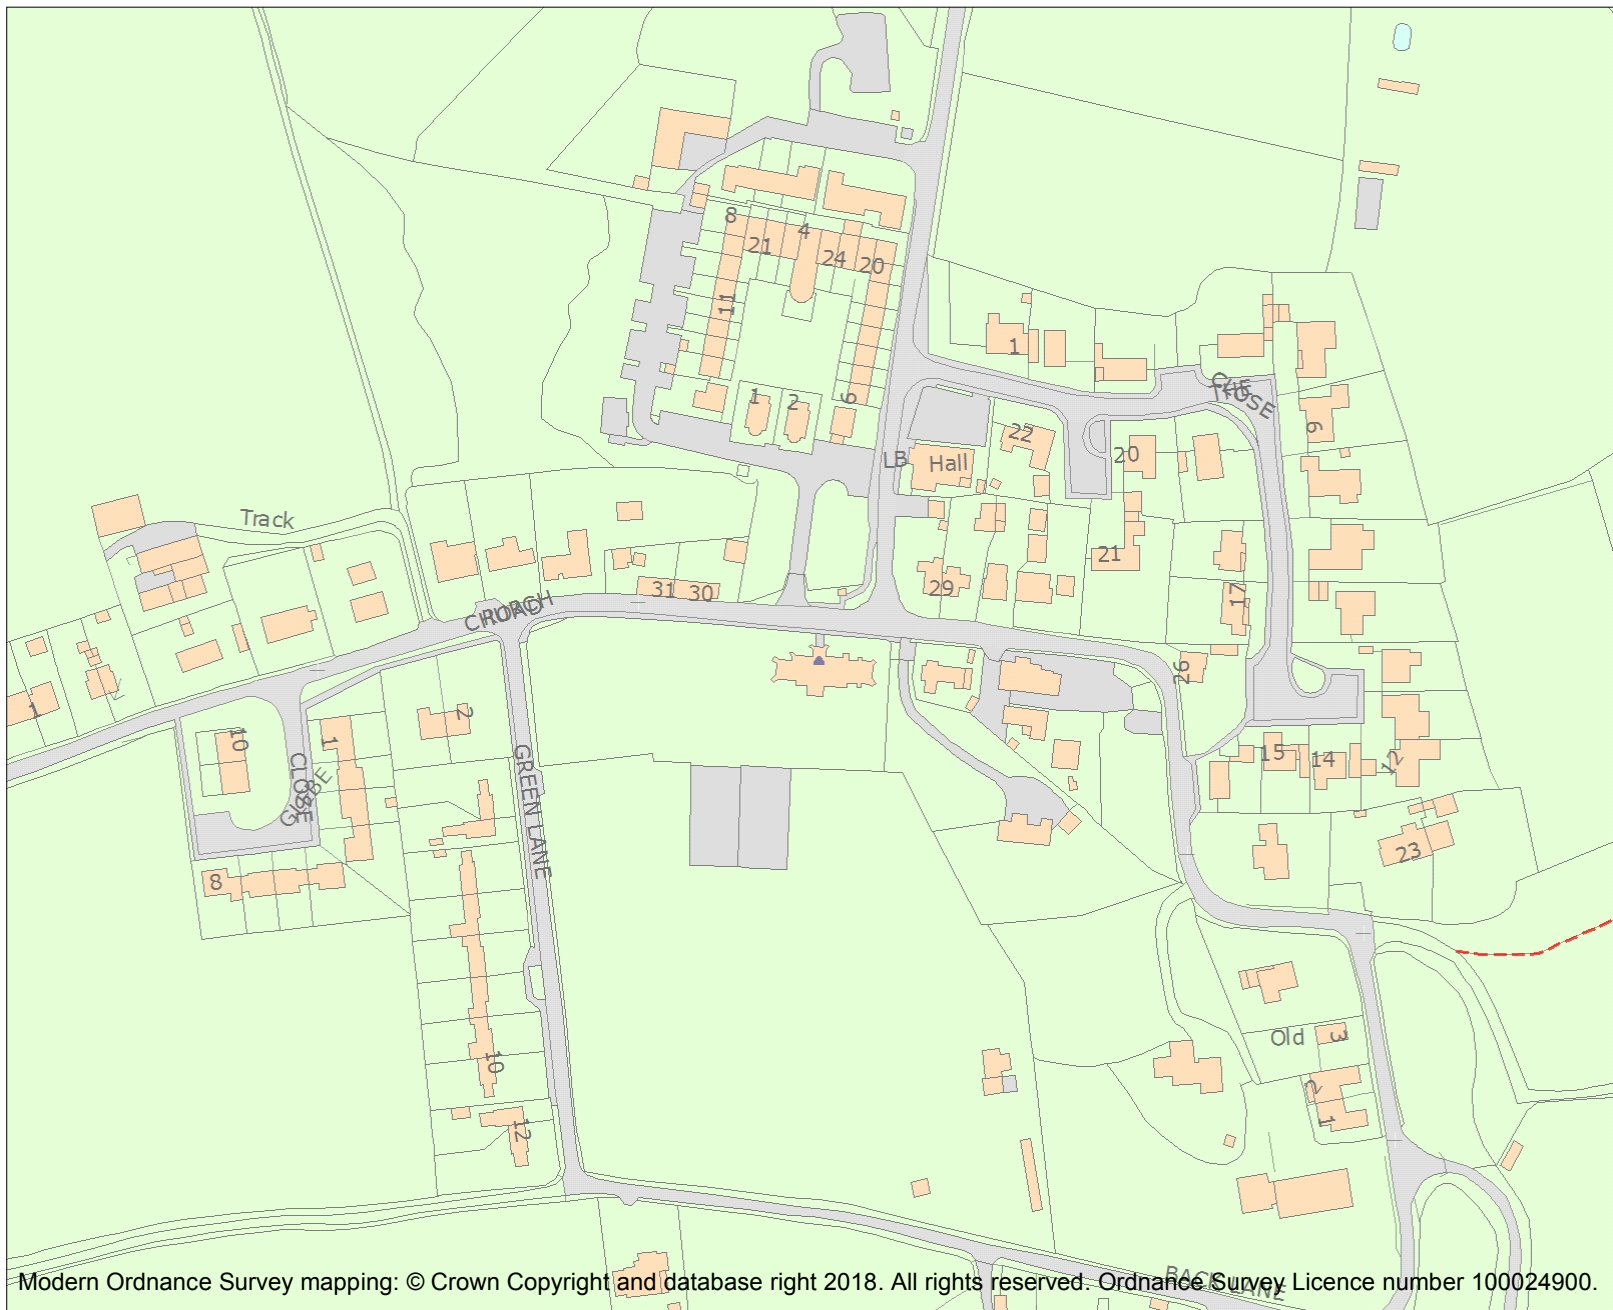 8
4
21
24
20
11
1
1
2
9
THE
CLOSE
9
22
LB
Hall
20
Track
21
31
30
29
17
CHURCH
ROAD
26
1
2
10
1
CLOSE
GLEBE
GREEN LANE
15
14
12
8
23
10
Old
3
2
1
12
BACK LANE
Modern Ordnance Survey mapping: © Crown Copyright and database right 2018. All rights reserved. Ordnance Survey Licence number 100024900.